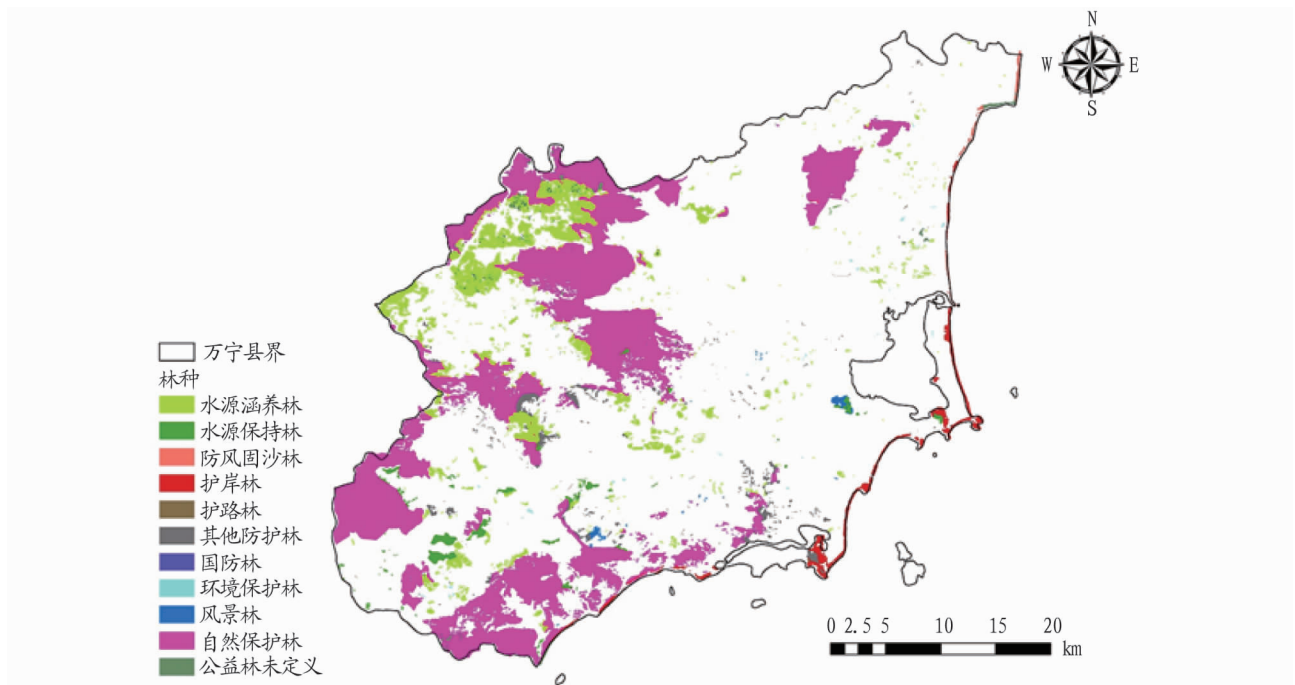 N
W
E
S
万宁县界
林种
水源涵养林
水源保持林
防风固沙林
护岸林
护路林
其他防护林
国防林
环境保护林
风景林
自然保护林
公益林未定义
0 2.5 5 10 15 20
km